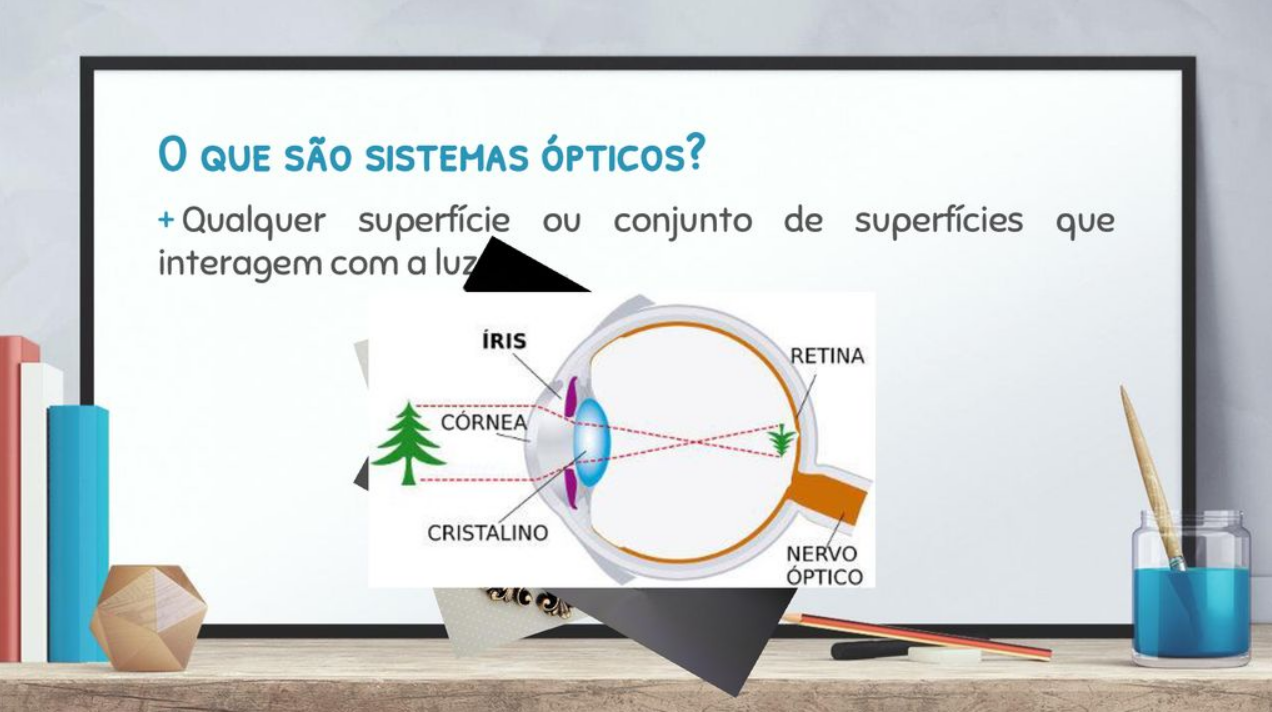 O QUE SÃO SISTEMAS ÓPTICOS?
+ Qualquer superfície ou conjunto de superfícies que
interagem com a luz
ÍRIS
RETINA
CÓRNEA
CRISTALINO
NERVO
ÓPTICO